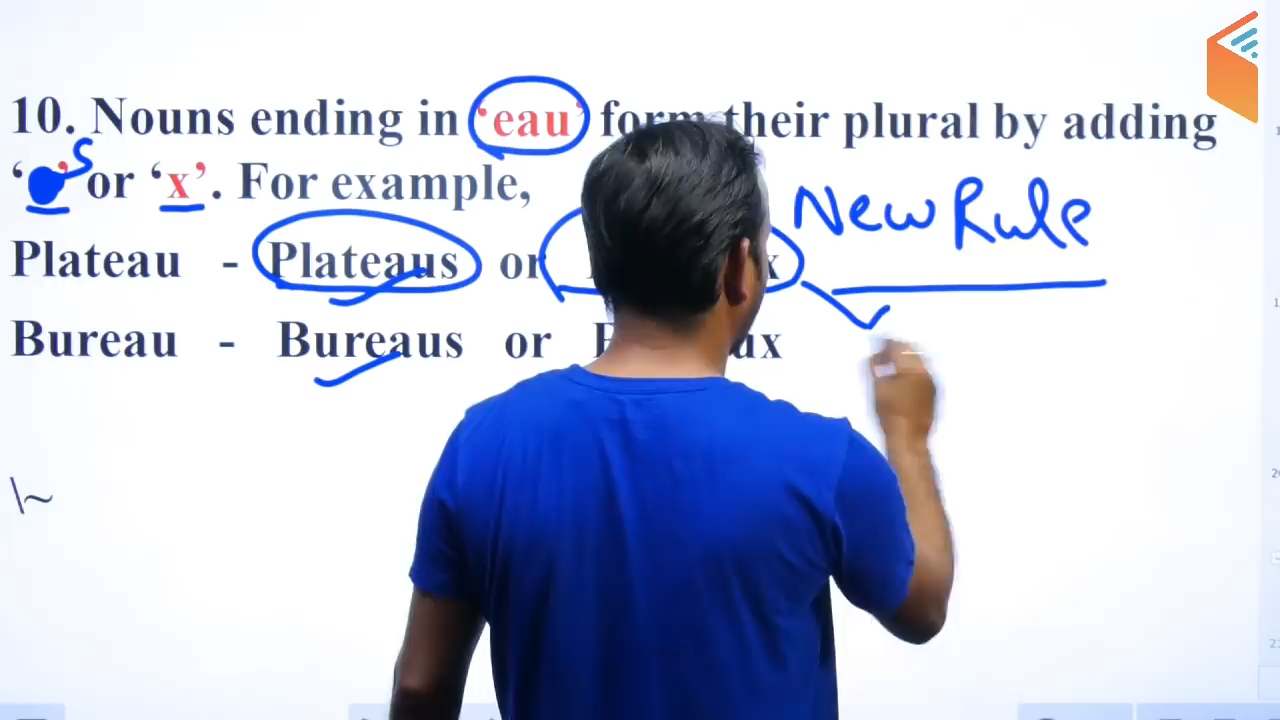 10. Nouns ending in 'eau' form their plural by adding
' ' s or 'x'. For example,
New Rule
Plateau - Plateaus or
Bureau - Bureaus or